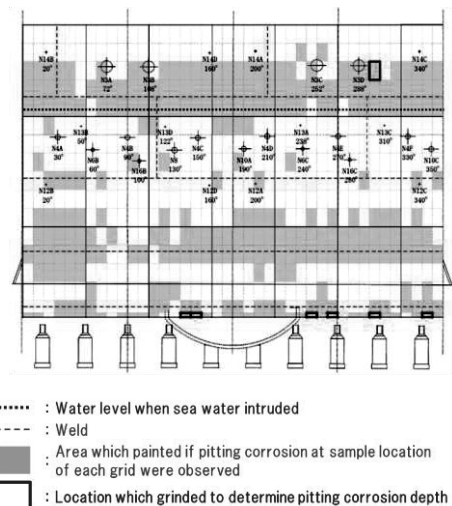 N14B N14D N14A N14C
20° 160° 200° 340°
N3A N3B N3C N3D
72° 108° 252° 288°
N13B N13D N13A N13C
50° 122° 238° 310°
N4A N6B N4B N16B N8 N4C N10A N4D N6C N4E N16C N4F N10C
30° 60° 90° 100° 130° 150° 190° 210° 240° 270° 260° 330° 350°
N12B N12D N12A N12C
20° 160° 200° 340°
: Water level when sea water intruded
: Weld
: Area which painted if pitting corrosion at sample location
of each grid were observed
: Location which grinded to determine pitting corrosion depth